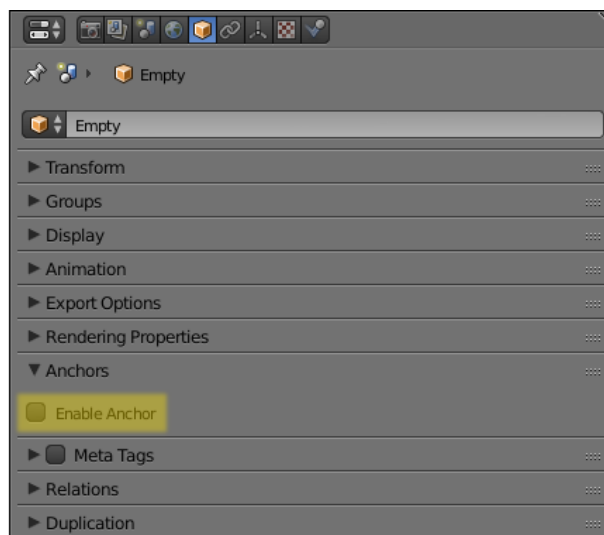 Empty
Empty
Transform
Groups
Display
Animation
Export Options
Rendering Properties
Anchors
Enable Anchor
Meta Tags
Relations
Duplication